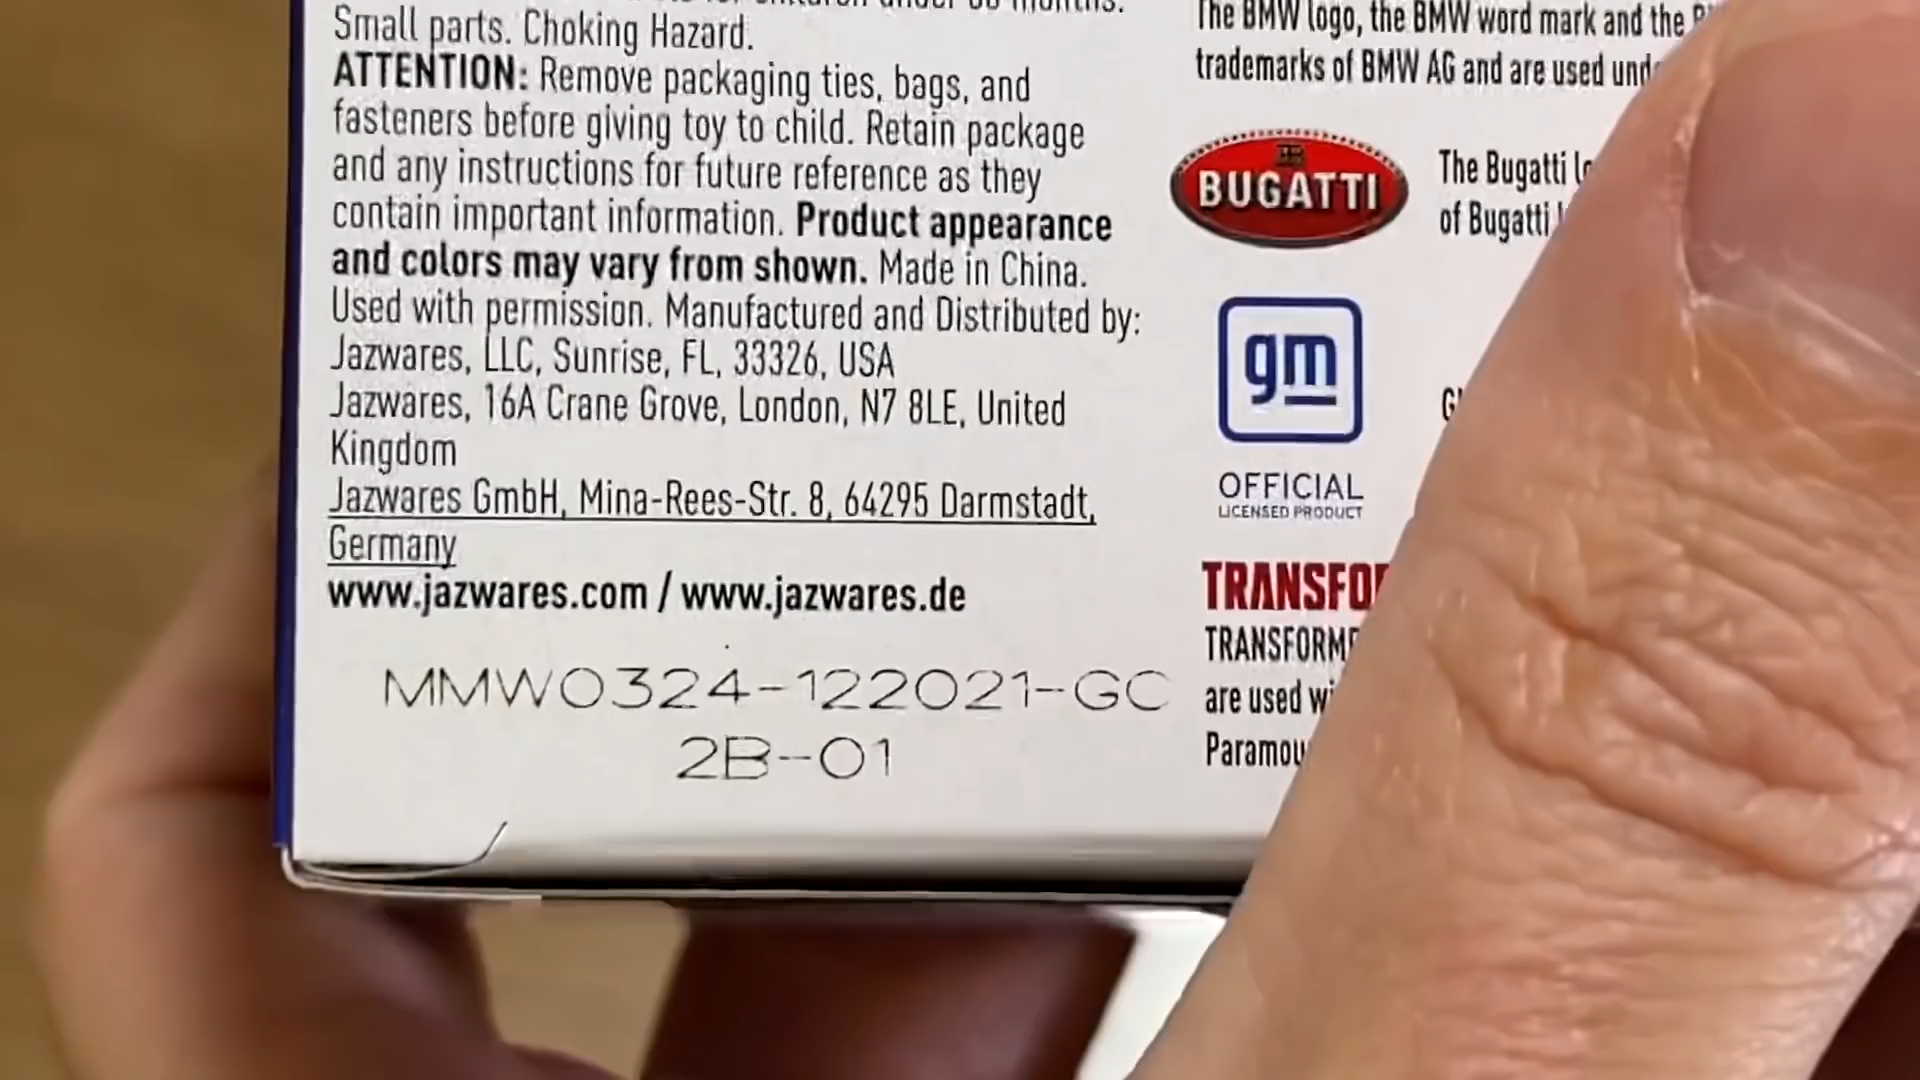 Small parts. Choking Hazard.
ATTENTION: Remove packaging ties, bags, and
fasteners before giving toy to child. Retain package
and any instructions for future reference as they
contain important information. Product appearance
and colors may vary from shown. Made in China.
Used with permission. Manufactured and Distributed by:
Jazwares, LLC, Sunrise, FL, 33326, USA
Jazwares, 16A Crane Grove, London, N7 8LE, United
Kingdom
Jazwares GmbH, Mina-Rees-Str. 8, 64295 Darmstadt,
Germany
www.jazwares.com / www.jazwares.de
MMW0324-122021-GC
2B-01
The BMW logo, the BMW word mark and the
trademarks of BMW AG and are used
BUGATTI
The Bugatti
of Bugatti
gm
OFFICIAL
LICENSED PRODUCT
are used